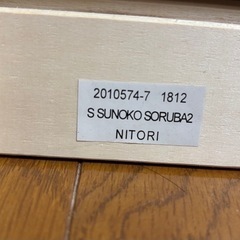 2010574-7 1812
S SUNOKO SORUBA2
NITORI